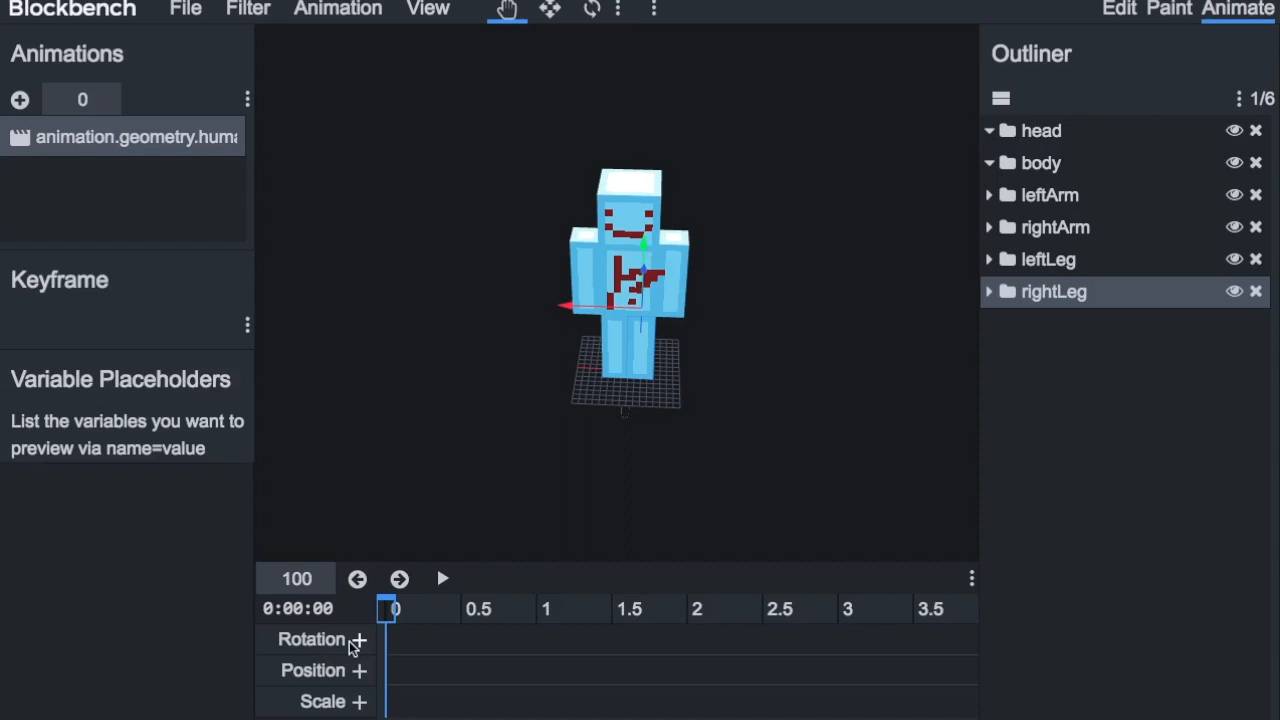 Blockbench File Filter Animation View Edit Paint Animate
Animations
0
animation.geometry.huma
Keyframe
Variable Placeholders
List the variables you want to
preview via name=value
Outliner
1/6
head
body
leftArm
rightArm
leftLeg
rightLeg
100
0:00:00 0 0.5 1 1.5 2 2.5 3 3.5
Rotation
Position
Scale